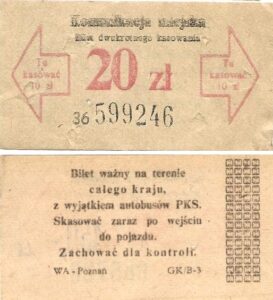 Komunikacja miejska
Bilet dwukrotnego kasowania
Tu
kasować
10 zł
20 zł
Tu
kasować
10 zł
36 599246
Bilet ważny na terenie
całego kraju,
z wyjątkiem autobusów PKS.
Skasować zaraz po wejściu
do pojazdu.
Zachować dla kontroli.
WA - Poznań GK/B-3